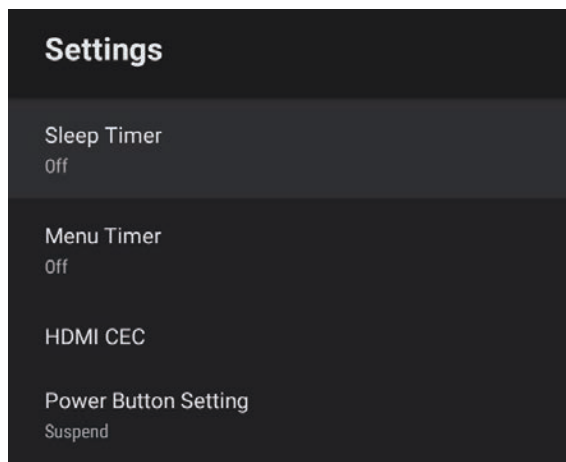 Settings
Sleep Timer
Off
Menu Timer
Off
HDMI CEC
Power Button Setting
Suspend